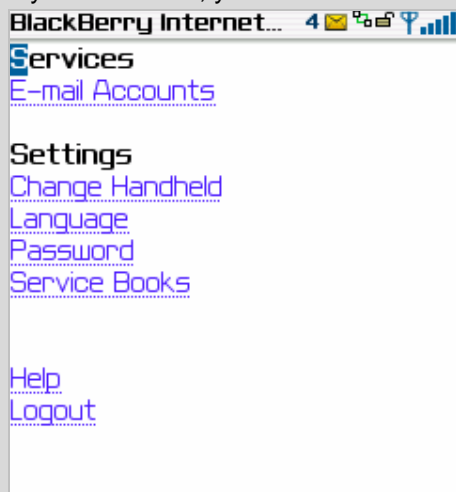 BlackBerry Internet... 4
Services
E-mail Accounts
Settings
Change Handheld
Language
Password
Service Books
Help
Logout